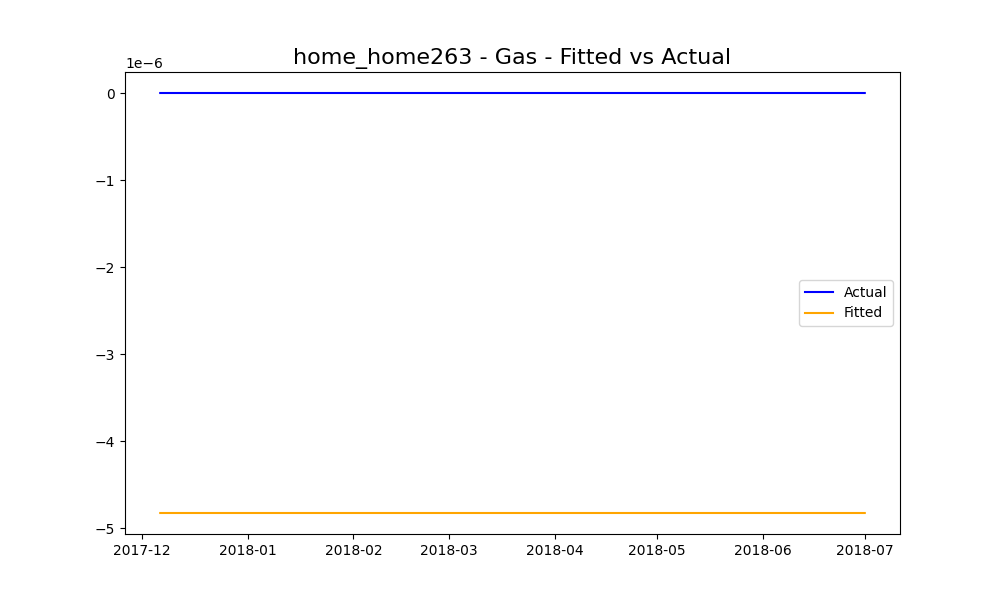 home_home263 - Gas - Fitted vs Actual
1e−6
0
−1
−2
−3
−4
−5
Actual
Fitted
2017-12 2018-01 2018-02 2018-03 2018-04 2018-05 2018-06 2018-07